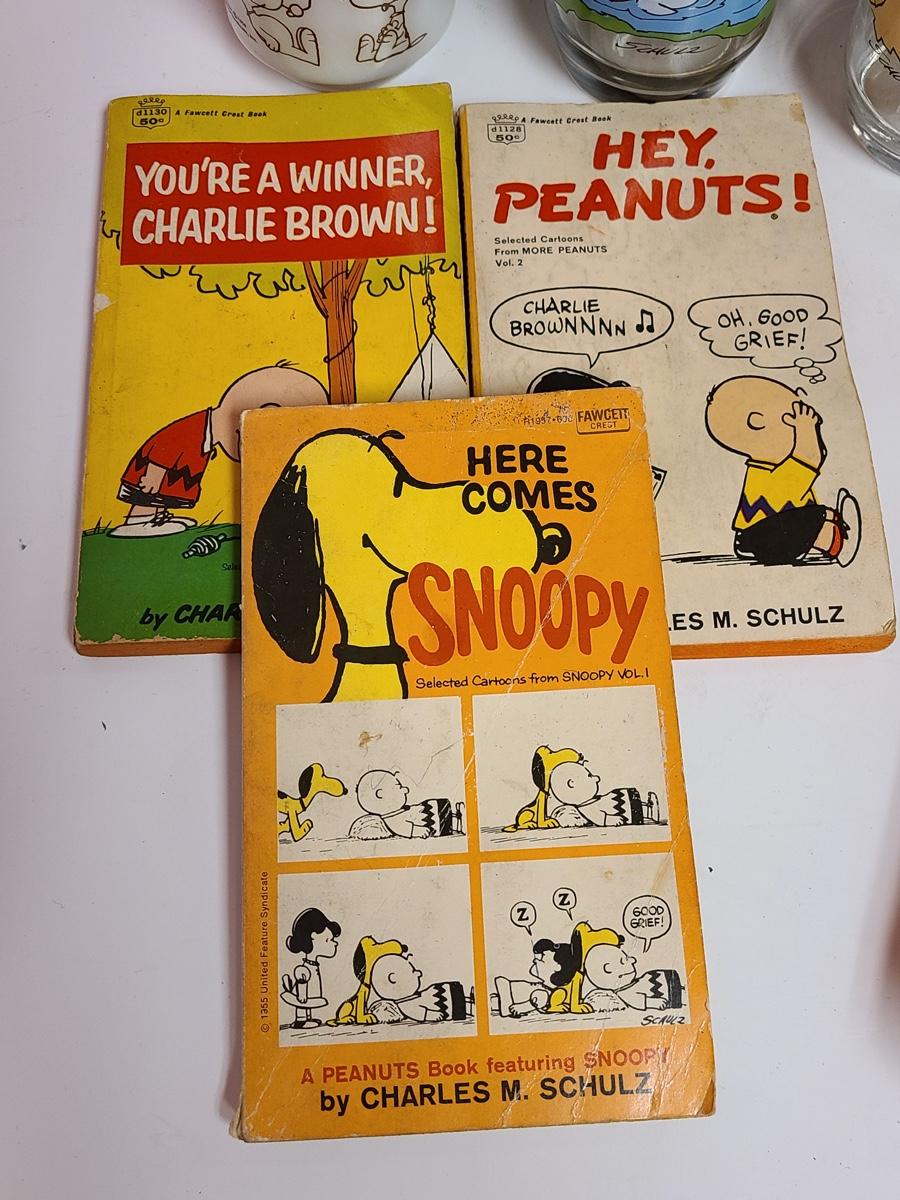 SCHULZ
d1130
50¢
A Fawcett Crest Book
YOU'RE A WINNER,
CHARLIE BROWN!
by CHAR
d1128
50¢
A Fawcett Crest Book
HEY,
PEANUTS!
®
Selected Cartoons
From MORE PEANUTS
Vol. 2
CHARLIE
BROWNNNN ♫
OH, GOOD
GRIEF!
LES M. SCHULZ
FAWCETT
CREST
HERE
COMES
SNOOPY
Selected Cartoons from SNOOPY VOL. 1
Z
Z
GOOD
GRIEF!
SCHULZ
© 1955 United Feature Syndicate
A PEANUTS Book featuring SNOOPY
by CHARLES M. SCHULZ